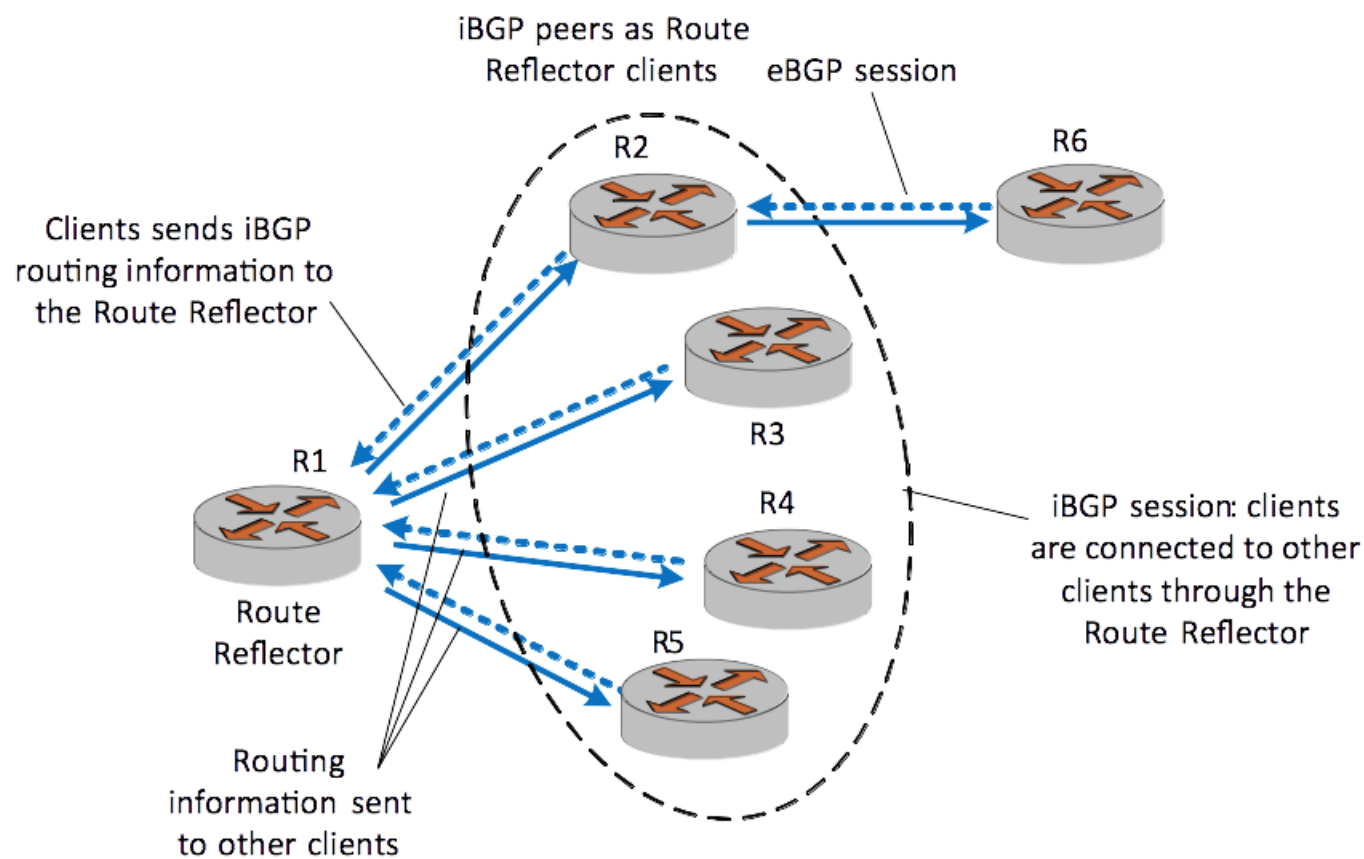 iBGP peers as Route
Reflector clients
eBGP session
R2
R6
Clients sends iBGP
routing information to
the Route Reflector
R3
R1
R4
iBGP session: clients
are connected to other
clients through the
Route Reflector
Route
Reflector
R5
Routing
information sent
to other clients